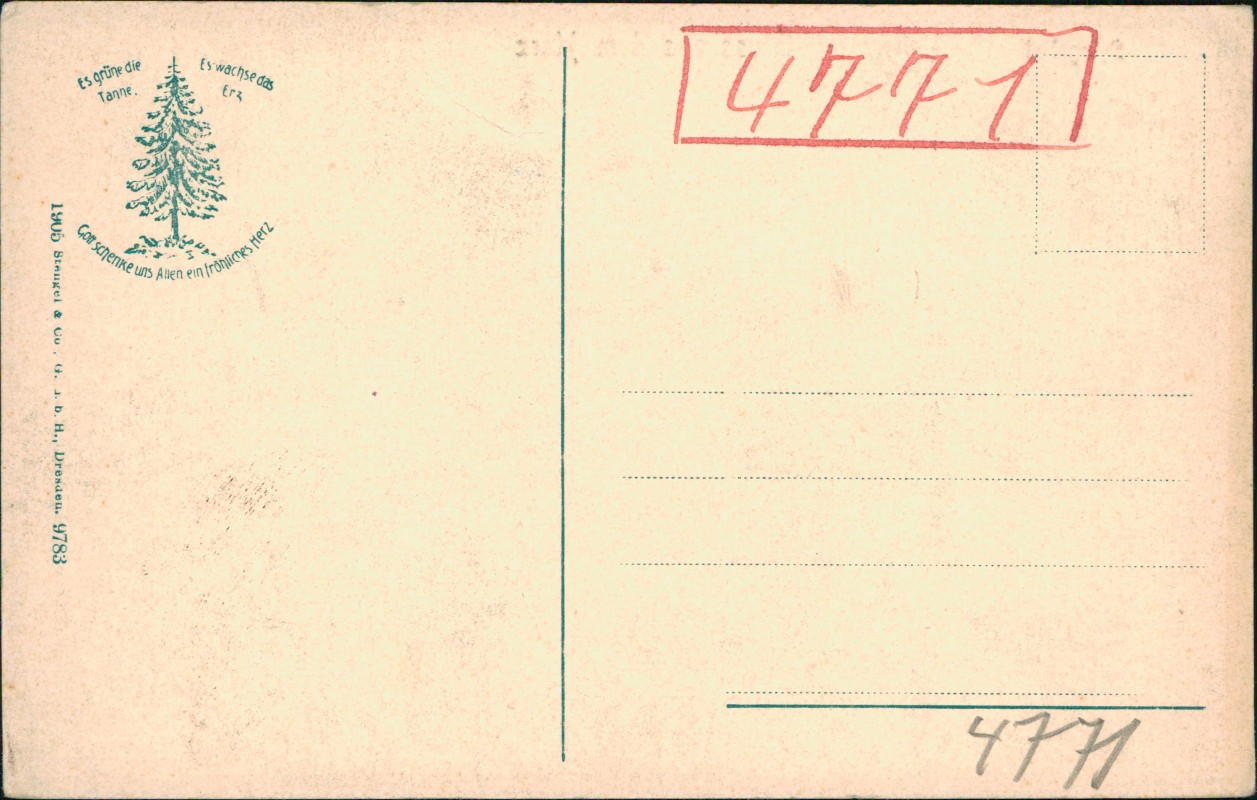 Es grüne die
Tanne.
Es wachse das
Erz
Gott schenke uns Allen ein fröhliches Herz
1905 Stengel & Co. G. b. H., Dresden. 9783
4771
4771